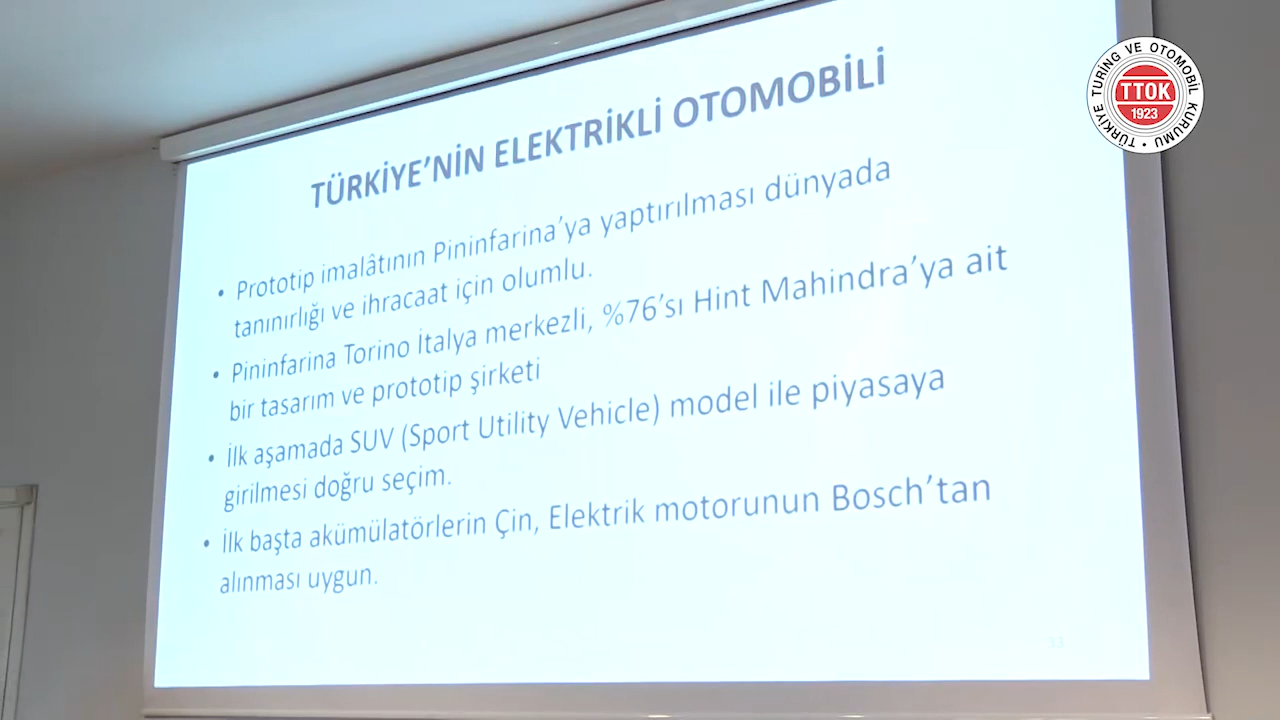 TÜRKİYE TURİNG VE OTOMOBİL KURUMU
TTOK
1923
TÜRKİYE'NİN ELEKTRİKLİ OTOMOBİLİ
• Prototip imalâtının Pininfarina'ya yaptırılması dünyada
tanınırlığı ve ihracaat için olumlu.
• Pininfarina Torino İtalya merkezli, %76'sı Hint Mahindra'ya ait
bir tasarım ve prototip şirketi
• İlk aşamada SUV (Sport Utility Vehicle) model ile piyasaya
girilmesi doğru seçim.
• İlk başta akümülatörlerin Çin, Elektrik motorunun Bosch'tan
alınması uygun.